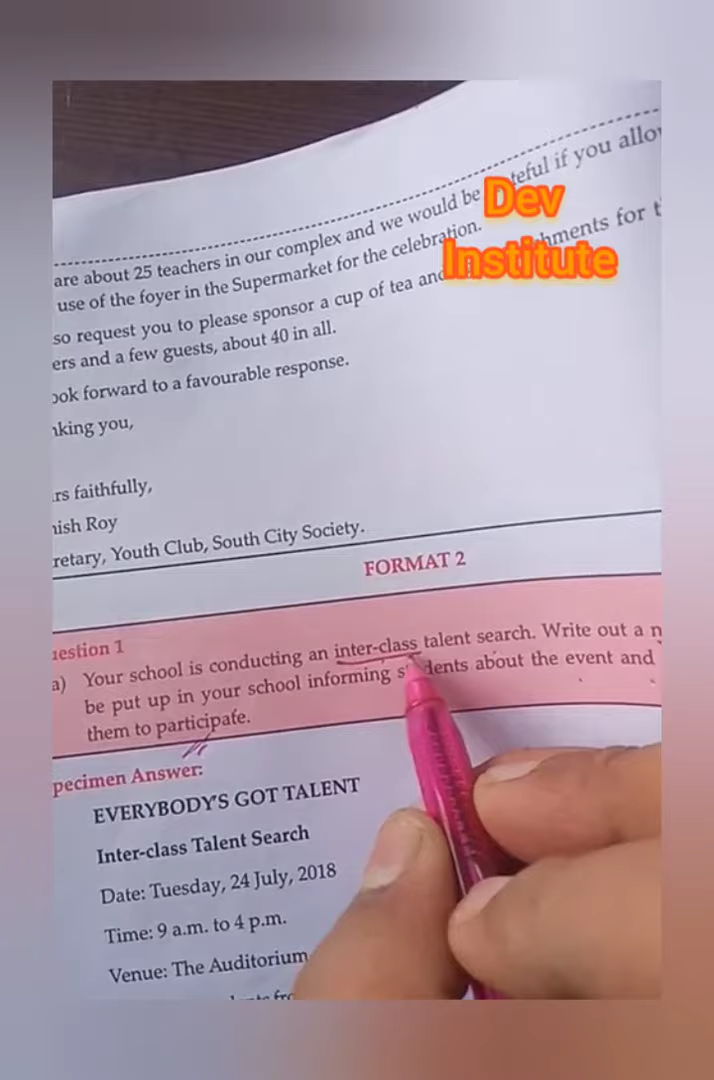 are about 25 teachers in our complex and we would be teful if you allo
use of the foyer in the Supermarket for the celebration.
so request you to please sponsor a cup of tea and hments for t
ers and a few guests, about 40 in all.
ook forward to a favourable response.
nking you,
rs faithfully,
nish Roy
retary, Youth Club, South City Society.
Dev
Institute
FORMAT 2
uestion 1
a) Your school is conducting an inter-class talent search. Write out a n
be put up in your school informing s dents about the event and
them to participate.
pecimen Answer:
EVERYBODY'S GOT TALENT
Inter-class Talent Search
Date: Tuesday, 24 July, 2018
Time: 9 a.m. to 4 p.m.
Venue: The Auditorium